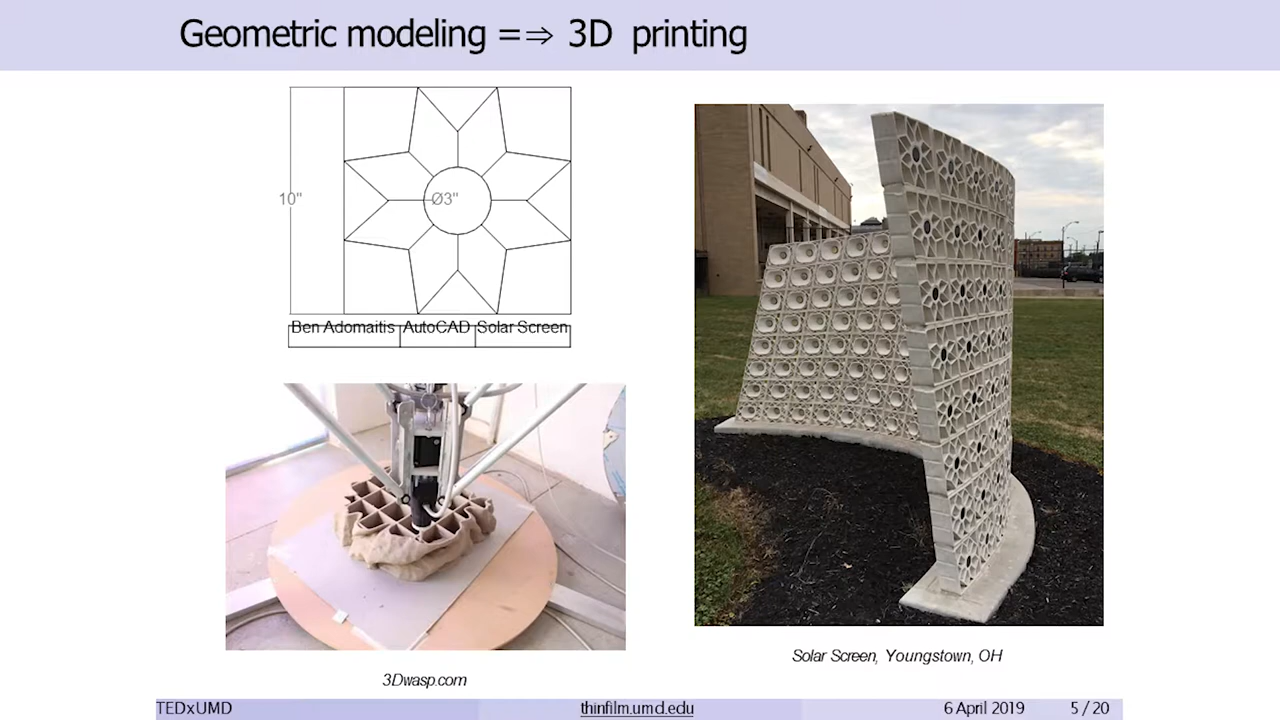 Geometric modeling =⇒ 3D printing
10"
Ø3"
Ben Adomaitis AutoCAD Solar Screen
3Dwasp.com
Solar Screen, Youngstown, OH
TEDxUMD thinfilm.umd.edu 6 April 2019 5 / 20